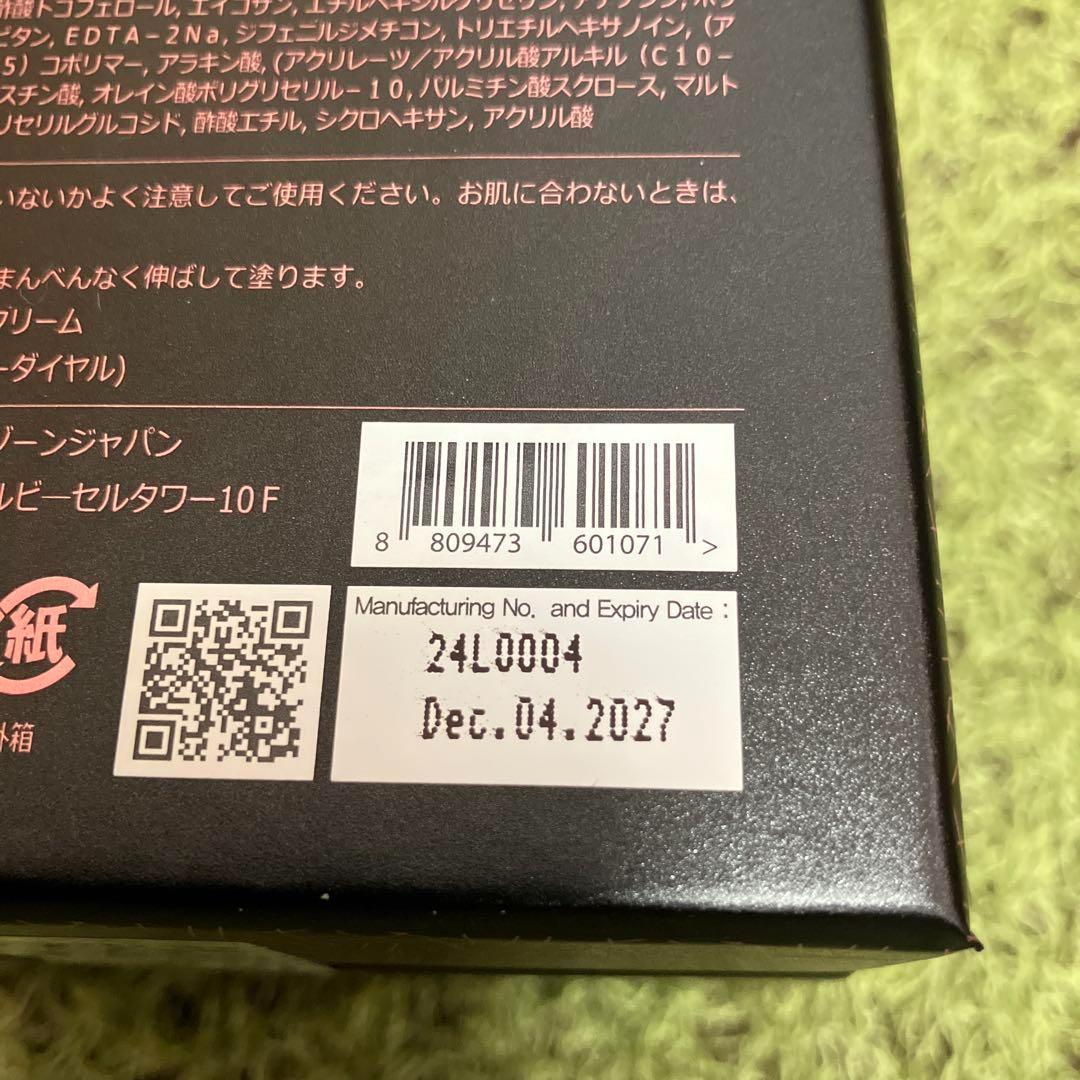 酢酸トコフェロール, エイコサン, エチルヘキシルグリセリン,
ビタン, EDTA－2Na, ジフェニルジメチコン, トリエチルヘキサノイン, (ア
5) コポリマー, アラキン酸, (アクリレーツ／アクリル酸アルキル (C10－
スチン酸, オレイン酸ポリグリセリル－10, パルミチン酸スクロース, マルト
リセリルグルコシド, 酢酸エチル, シクロヘキサン, アクリル酸
いないかよく注意してご使用ください。お肌に合わないときは、
まんべんなく伸ばして塗ります。
クリーム
ーダイヤル)
ゾーンジャパン
ルビーセルタワー10F
8 809473 601071 >
紙
外箱
Manufacturing No. and Expiry Date :
24L0004
Dec.04.2027